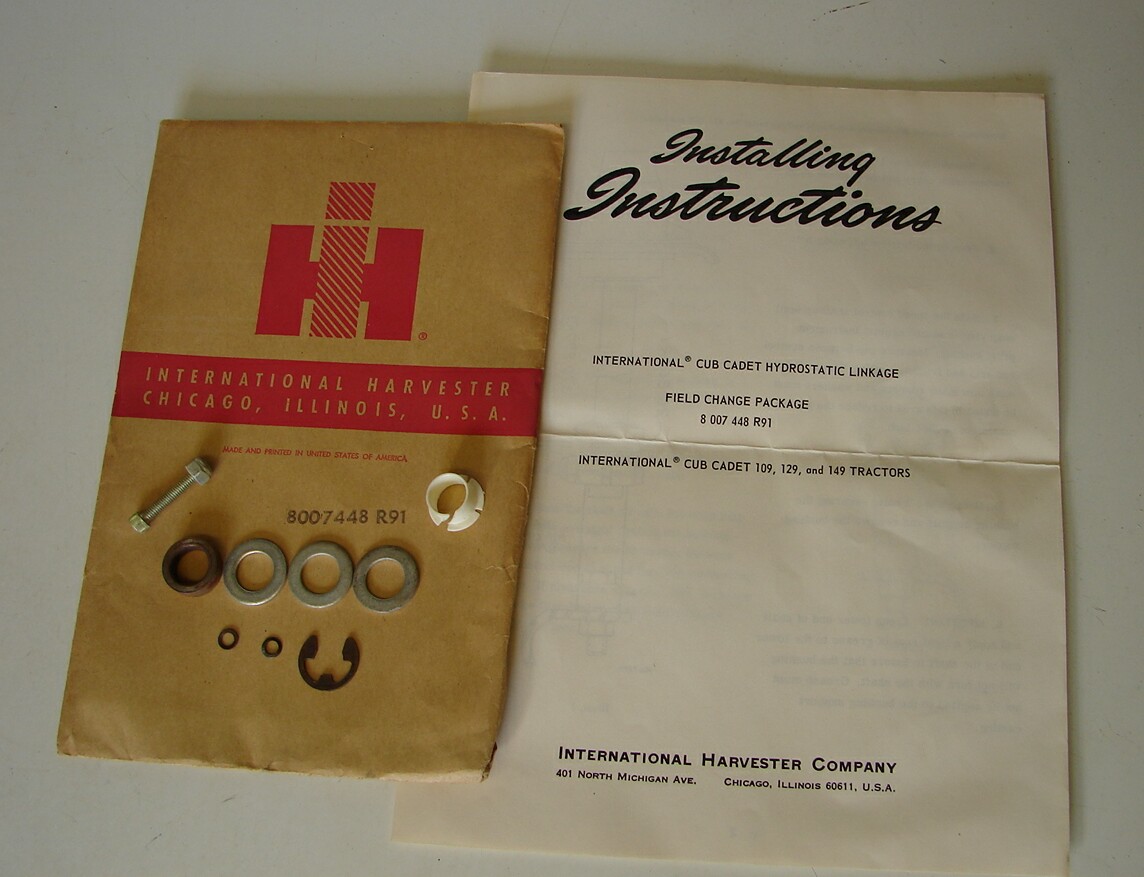 IH
®
INTERNATIONAL HARVESTER
CHICAGO, ILLINOIS, U. S. A.
MADE AND PRINTED IN UNITED STATES OF AMERICA
8007448 R91
Installing
Instructions
INTERNATIONAL® CUB CADET HYDROSTATIC LINKAGE
FIELD CHANGE PACKAGE
8 007 448 R91
INTERNATIONAL® CUB CADET 109, 129, and 149 TRACTORS
INTERNATIONAL HARVESTER COMPANY
401 NORTH MICHIGAN AVE. CHICAGO, ILLINOIS 60611, U.S.A.